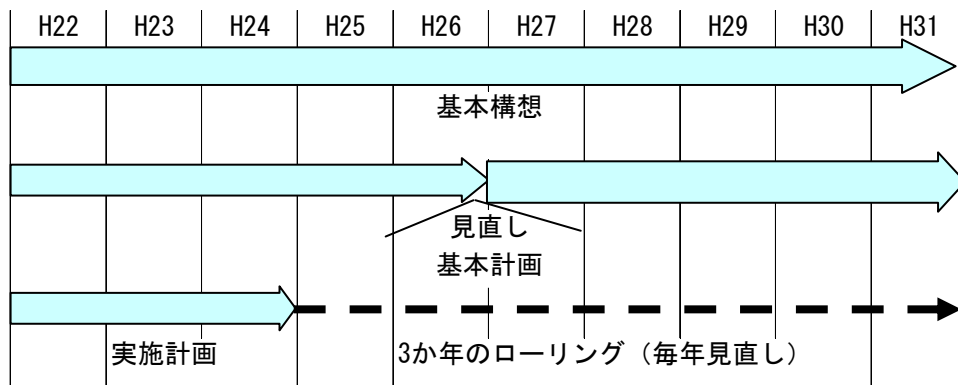 H22 H23 H24 H25 H26 H27 H28 H29 H30 H31
基本構想
見直し
基本計画
実施計画 3か年のローリング（毎年見直し）